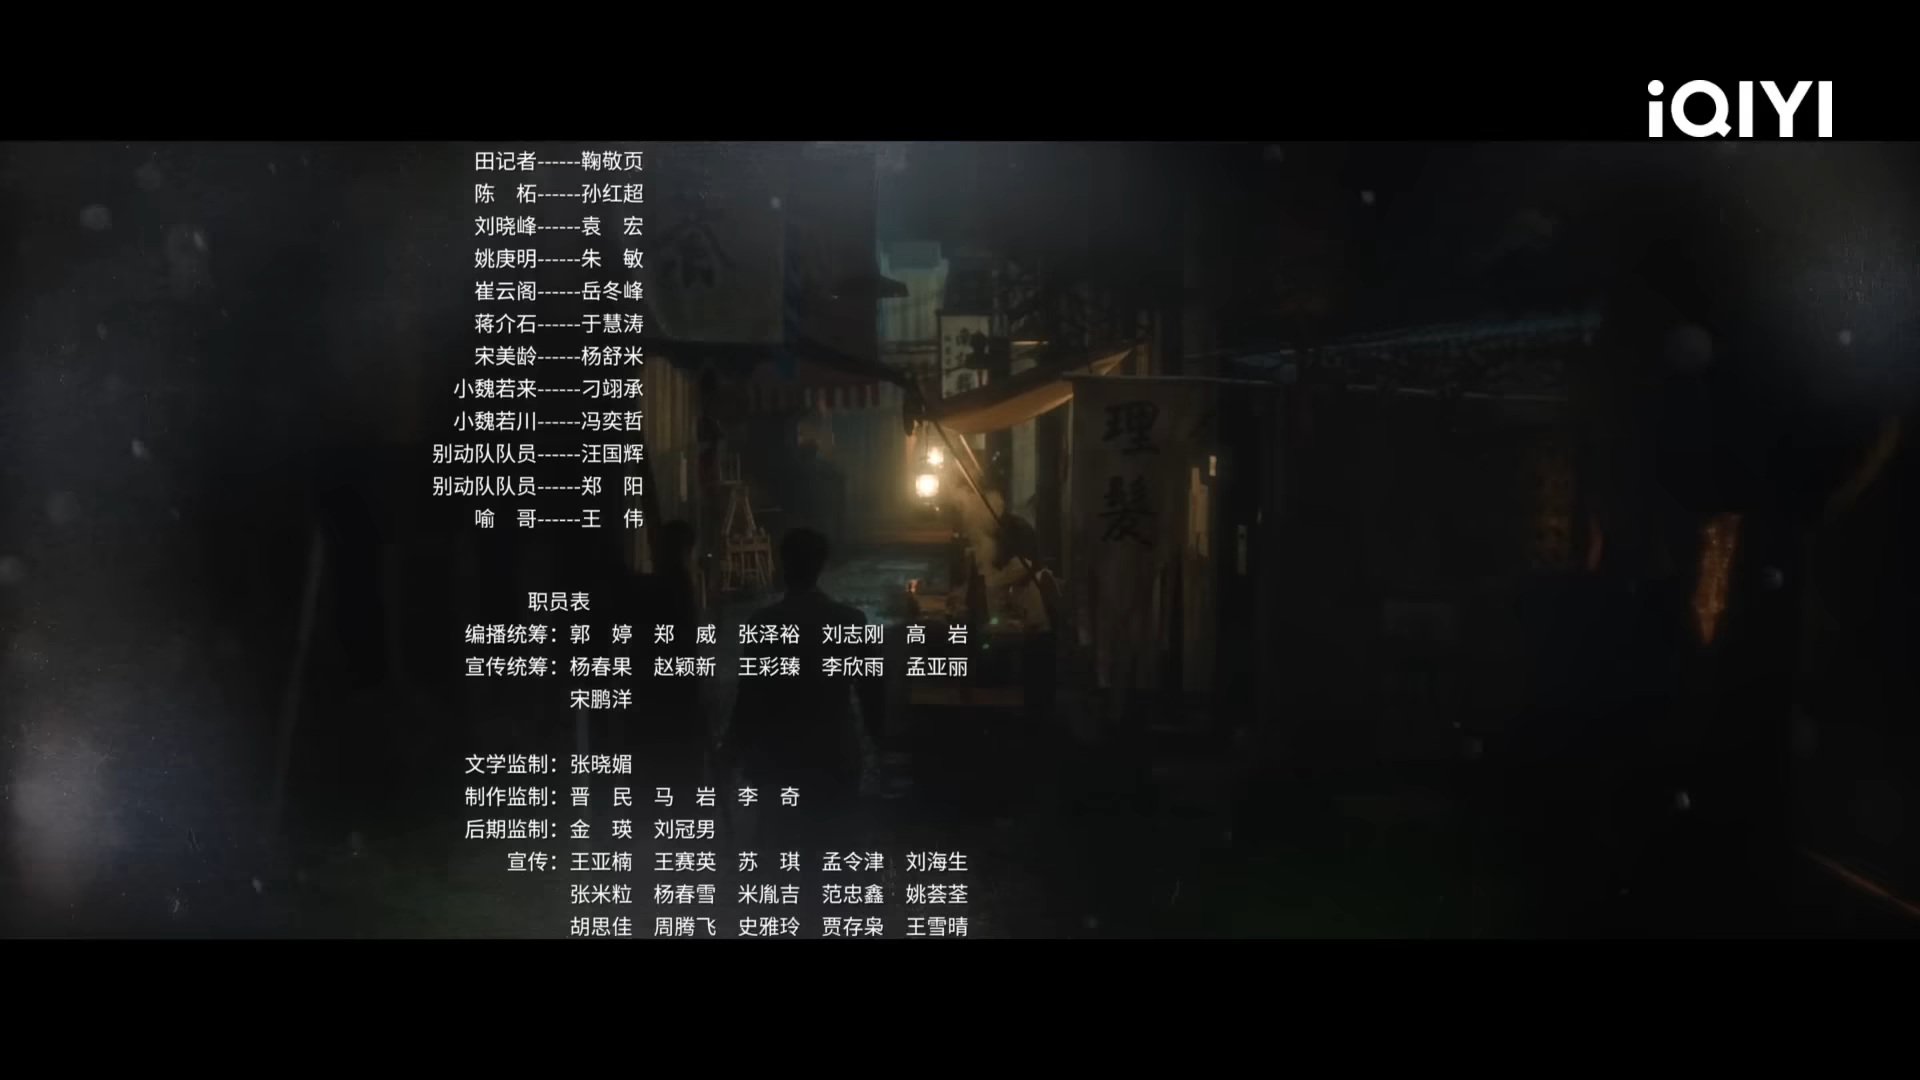 iQIYI
田记者------鞠敬页
陈　柘------孙红超
刘晓峰------袁　宏
姚庚明------朱　敏
崔云阁------岳冬峰
蒋介石------于慧涛
宋美龄------杨舒米
小魏若来------刁翊承
小魏若川------冯奕哲
别动队队员------汪国辉
别动队队员------郑　阳
喻　哥------王　伟
职员表
编播统筹：郭　婷　郑　威　张泽裕　刘志刚　高　岩
宣传统筹：杨春果　赵颖新　王彩臻　李欣雨　孟亚丽
宋鹏洋
文学监制：张晓媚
制作监制：晋　民　马　岩　李　奇
后期监制：金　瑛　刘冠男
宣传：王亚楠　王赛英　苏　琪　孟令津　刘海生
张米粒　杨春雪　米胤吉　范忠鑫　姚荟荃
胡思佳　周腾飞　史雅玲　贾存枭　王雪晴
理髮